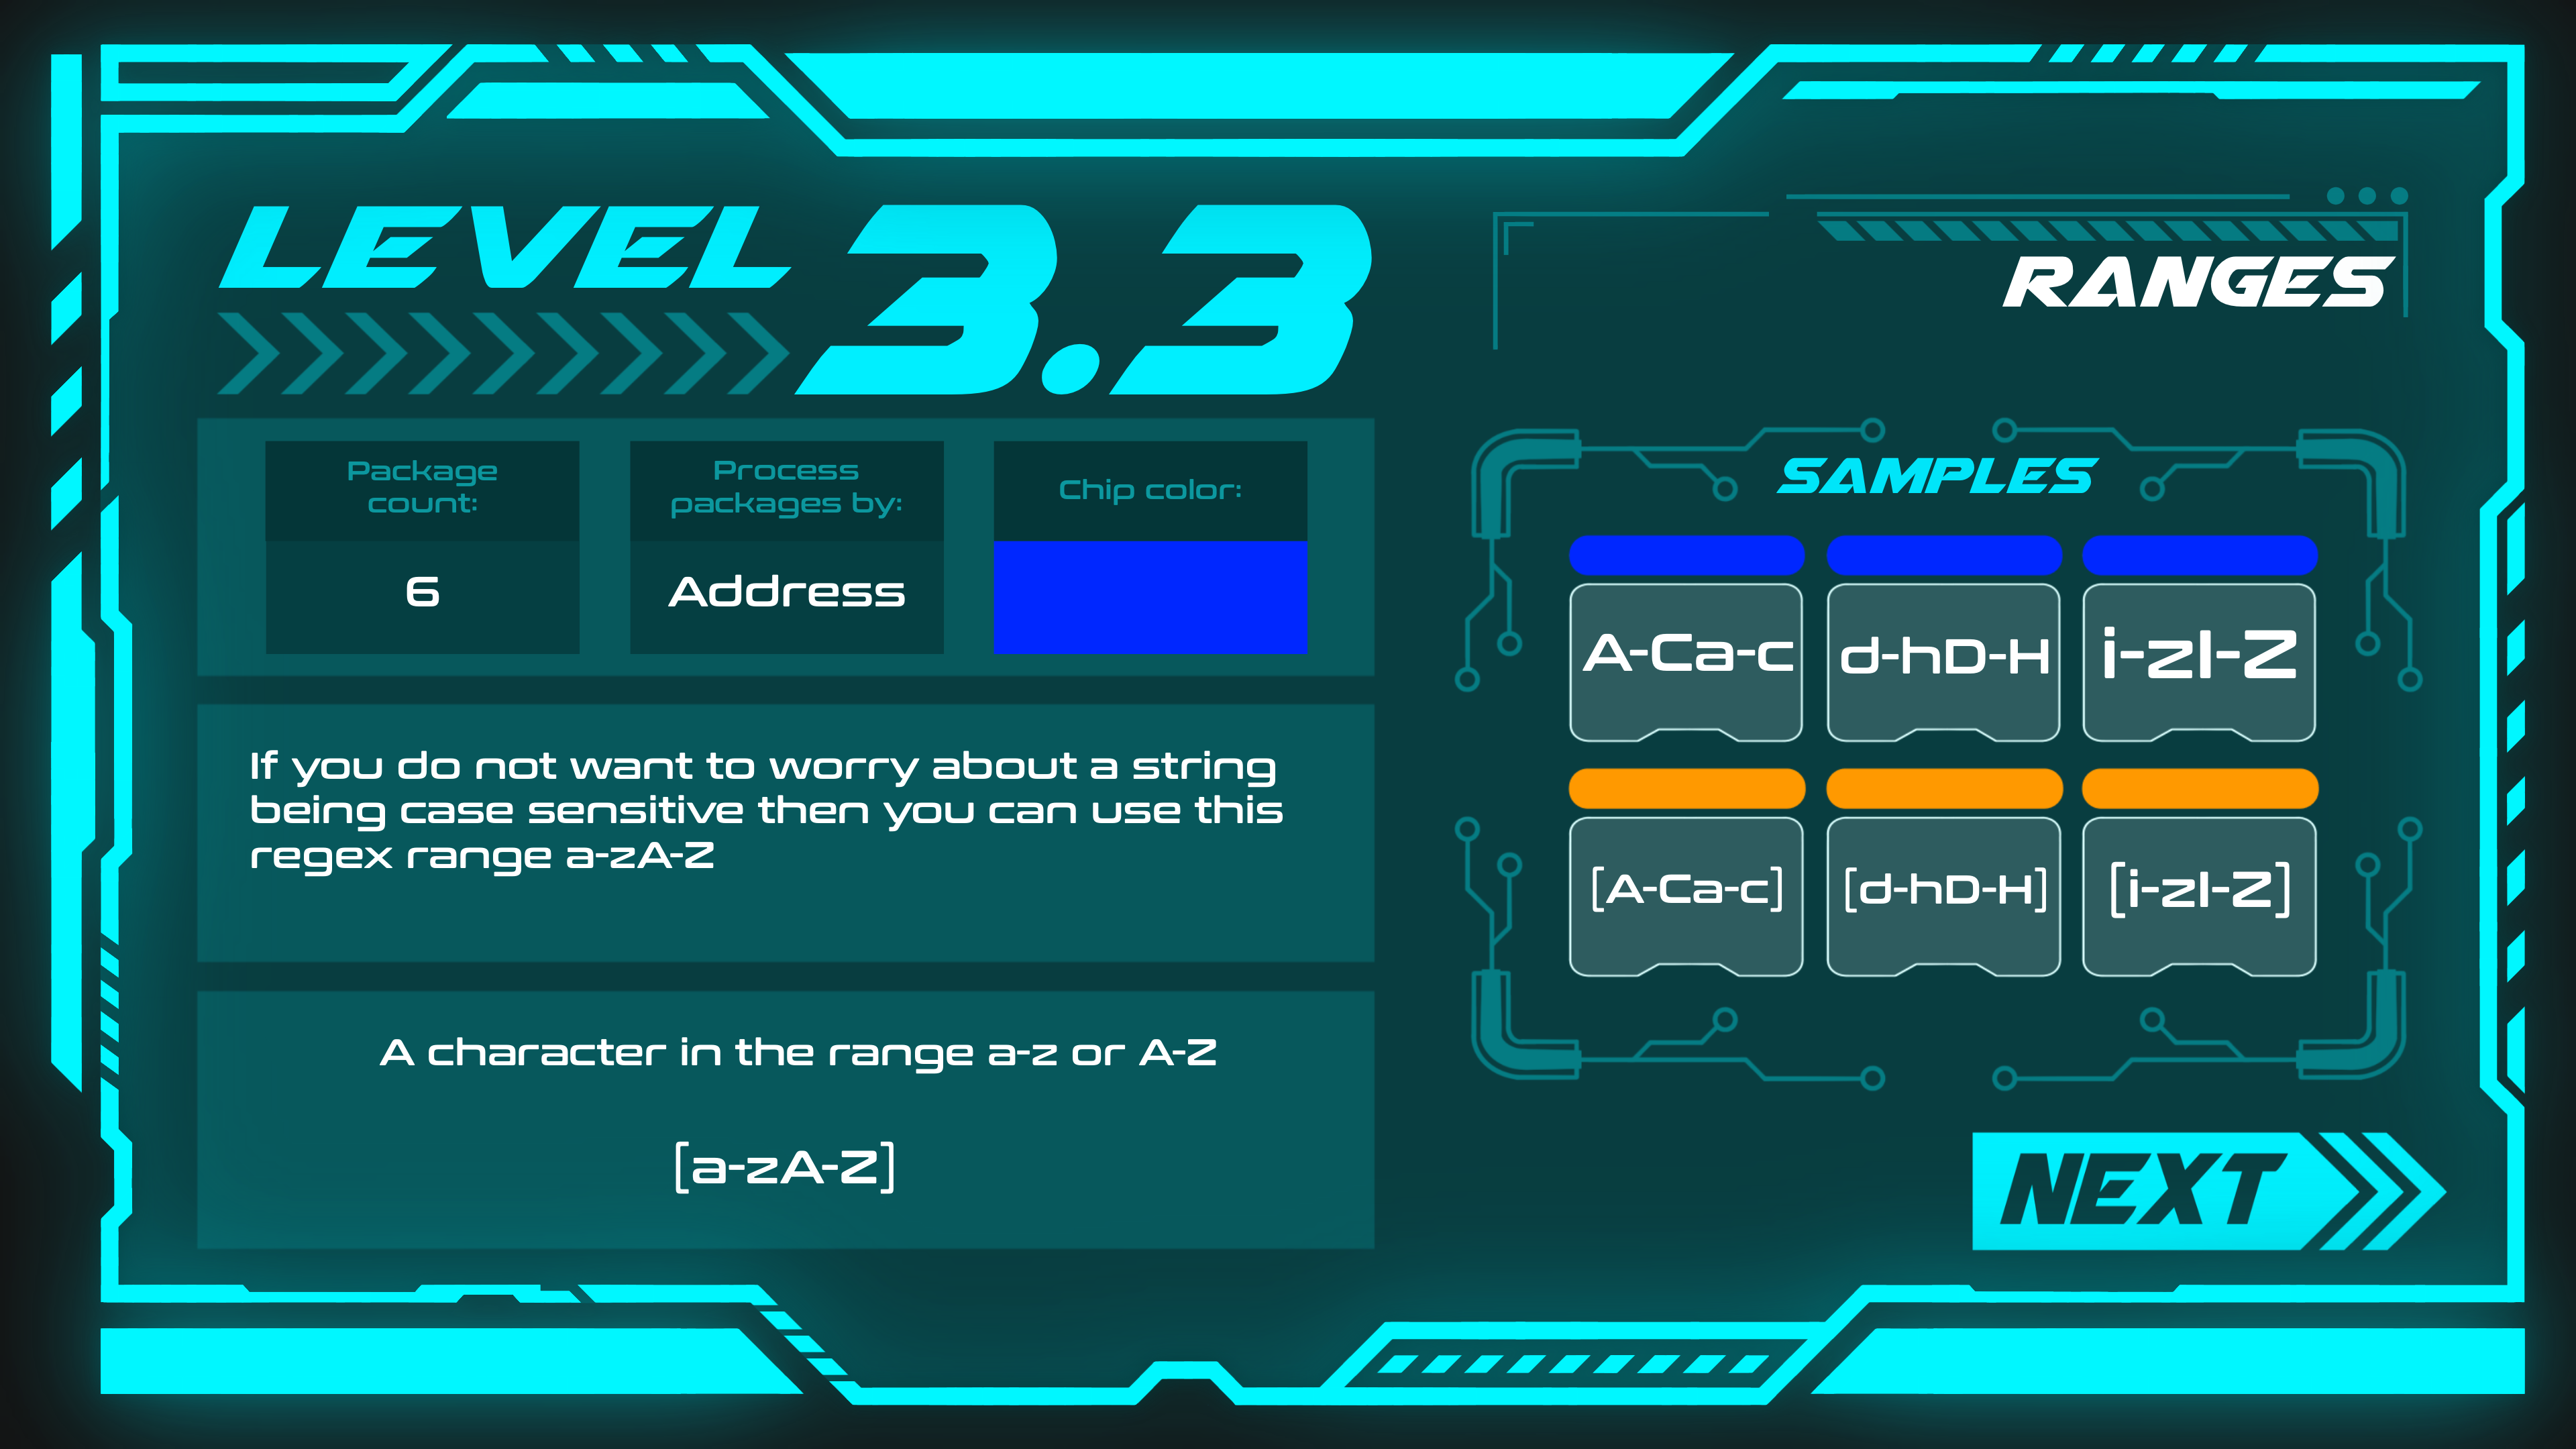 LEVEL 3.3
RANGES
Package
count:
6
Process
packages by:
Address
Chip color:
If you do not want to worry about a string
being case sensitive then you can use this
regex range a-zA-Z
A character in the range a-z or A-Z
[a-zA-Z]
SAMPLES
A-Ca-c
d-hD-H
i-zI-Z
[A-Ca-c]
[d-hD-H]
[i-zI-Z]
NEXT